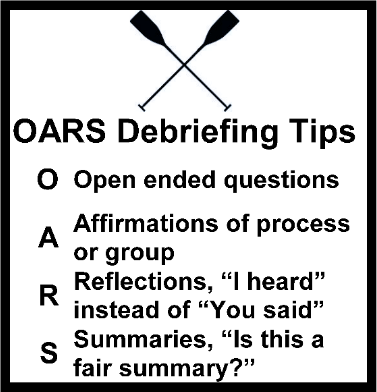 OARS Debriefing Tips
O Open ended questions
A Affirmations of process
or group
R Reflections, “I heard”
instead of “You said”
S Summaries, “Is this a
fair summary?”